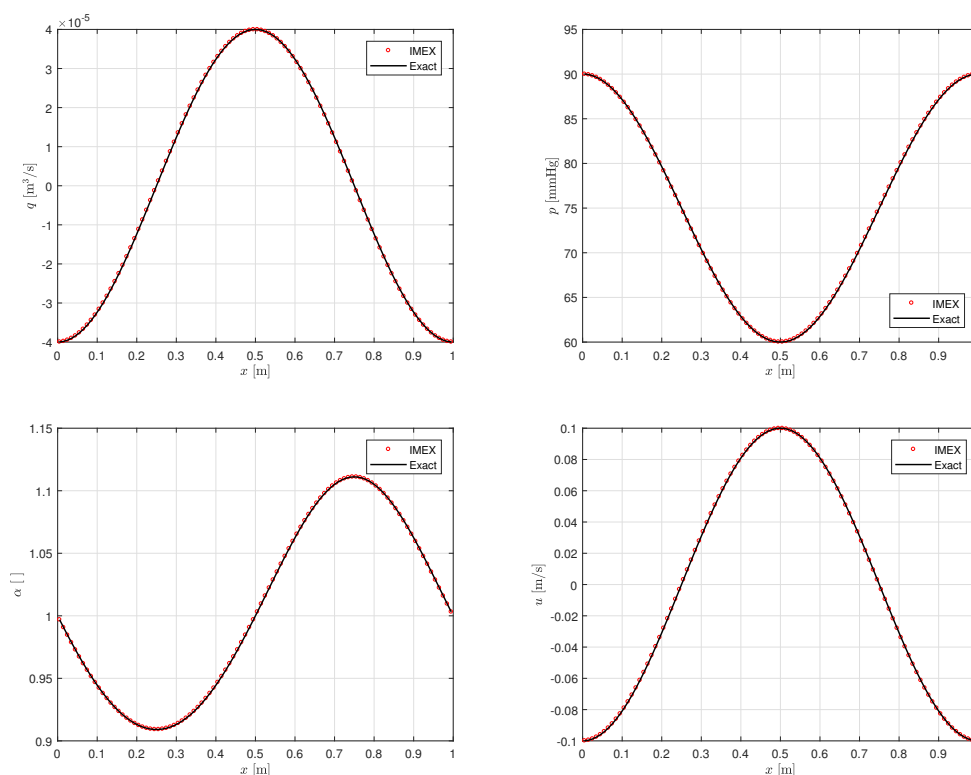 ×10⁻⁵
4
3
2
1
0
-1
-2
-3
-4
q [m³/s]
0 0.1 0.2 0.3 0.4 0.5 0.6 0.7 0.8 0.9 1
x [m]
IMEX
Exact
95
90
85
80
75
70
65
60
p [mmHg]
0 0.1 0.2 0.3 0.4 0.5 0.6 0.7 0.8 0.9
x [m]
IMEX
Exact
1.15
1.1
1.05
1
0.95
0.9
α [ ]
0 0.1 0.2 0.3 0.4 0.5 0.6 0.7 0.8 0.9 1
x [m]
IMEX
Exact
0.1
0.08
0.06
0.04
0.02
0
-0.02
-0.04
-0.06
-0.08
-0.1
u [m/s]
0 0.1 0.2 0.3 0.4 0.5 0.6 0.7 0.8 0.9
x [m]
IMEX
Exact